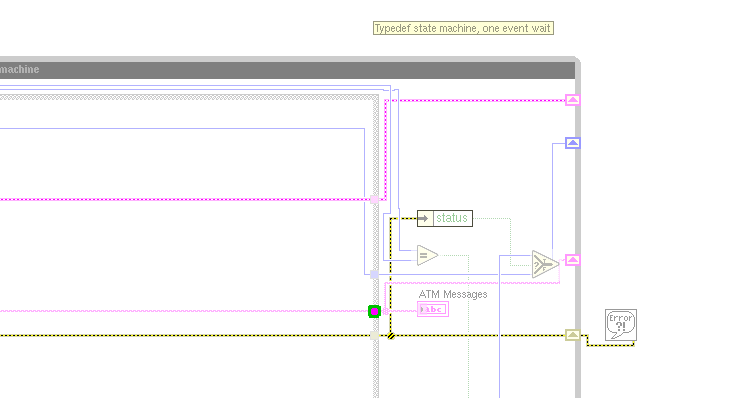 Typedef state machine, one event wait
machine
status
=
?
ATM Messages
abc
Error
?!